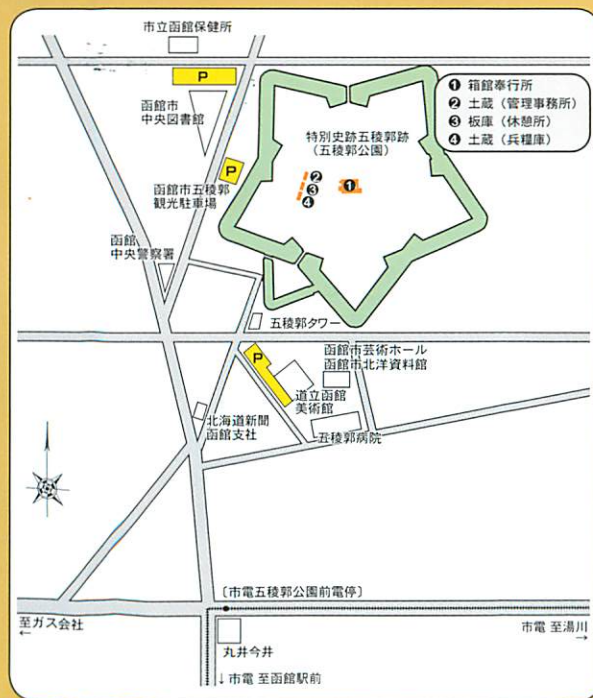 市立函館保健所
P
函館市
中央図書館
P
函館市五稜郭
観光駐車場
特別史跡五稜郭跡
(五稜郭公園)
❶ 箱館奉行所
❷ 土蔵(管理事務所)
❸ 板庫(休憩所)
❹ 土蔵(兵糧庫)
❷
❸
❹
❶
函館
中央警察署
五稜郭タワー
P
函館市芸術ホール
函館市北洋資料館
道立函館
美術館
北海道新聞
函館支社
五稜郭病院
〔市電五稜郭公園前電停〕
至ガス会社
←
市電 至湯川
→
丸井今井
↓市電 至函館駅前